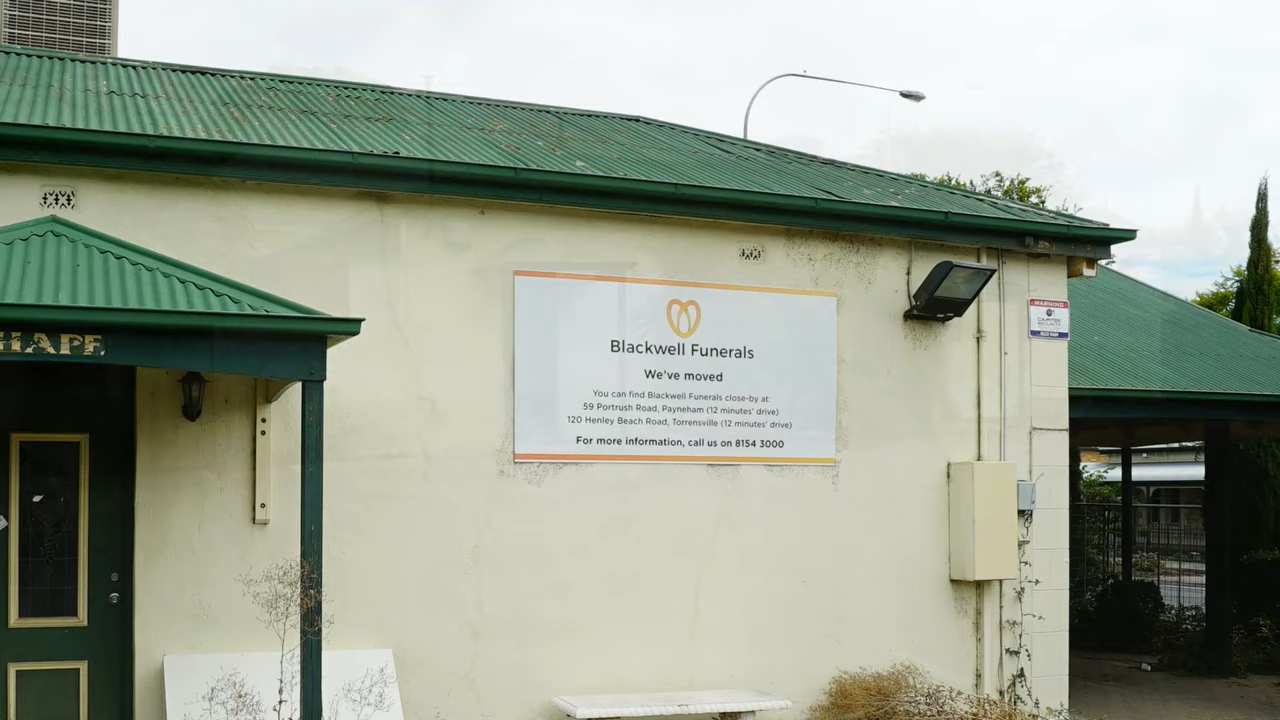 HAPE
Blackwell Funerals
We've moved
You can find Blackwell Funerals close-by at:
59 Portrush Road, Payneham (12 minutes' drive)
120 Henley Beach Road, Torrensville (12 minutes' drive)
For more information, call us on 8154 3000
WARNING
SECURITY